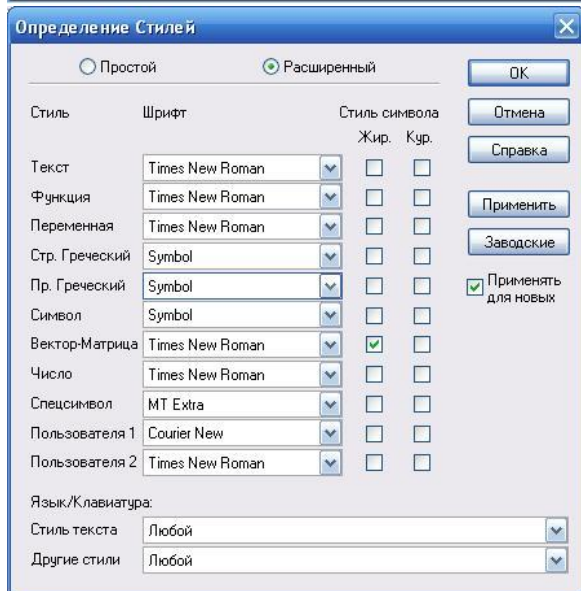 Определение Стилей
Простой Расширенный OK
Стиль Шрифт Стиль символа Отмена
Жир. Кур. Справка
Текст Times New Roman
Функция Times New Roman Применить
Переменная Times New Roman
Стр. Греческий Symbol Заводские
Пр. Греческий Symbol Применять
для новых
Символ Symbol
Вектор-Матрица Times New Roman
Число Times New Roman
Спецсимвол MT Extra
Пользователя 1 Courier New
Пользователя 2 Times New Roman
Язык/Клавиатура:
Стиль текста Любой
Другие стили Любой